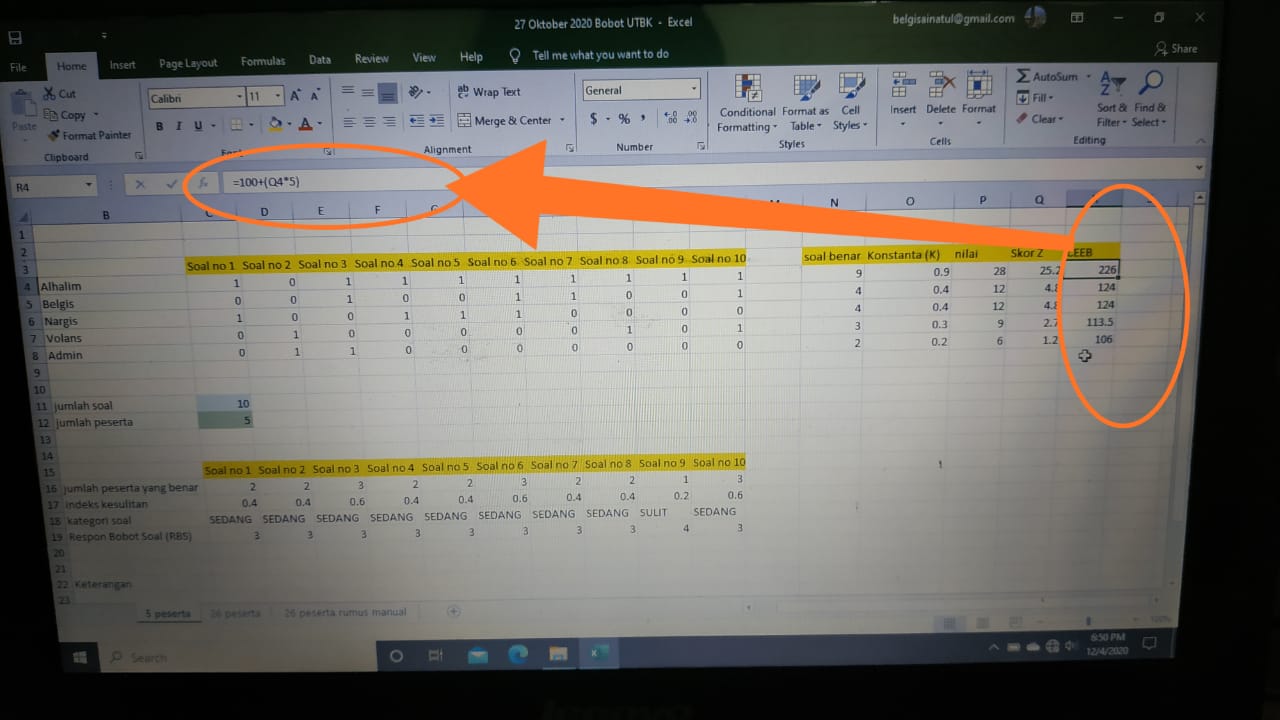 27 Oktober 2020 Bobot UTBK - Excel
belgisainatul@gmail.com
File Home Insert Page Layout Formulas Data Review View Help Tell me what you want to do Share
Cut
Copy
Format Painter
Paste
Clipboard
Calibri 11
B I U
Wrap Text
Merge & Center
Alignment
General
$ % ,
Number
Conditional Formatting
Format as Table
Cell Styles
Styles
Insert Delete Format
Cells
AutoSum
Fill
Clear
Sort & Filter
Find & Select
Editing
R4 fx =100+(Q4*5)
B D E F N O P Q
1
2 Soal no 1 Soal no 2 Soal no 3 Soal no 4 Soal no 5 Soal no 6 Soal no 7 Soal no 8 Soal no 9 Soal no 10 soal benar Konstanta (K) nilai Skor Z CEEB
3
4 Alhalim 1 0 1 1 1 1 1 1 1 1 9 0.9 28 25.2 226
5 Belgis 0 0 1 0 0 1 1 0 0 1 4 0.4 12 4.8 124
6 Nargis 1 0 0 1 1 1 0 0 0 0 4 0.4 12 4.8 124
7 Volans 0 1 0 0 0 0 0 1 0 1 3 0.3 9 2.7 113.5
8 Admin 0 1 1 0 0 0 0 0 0 0 2 0.2 6 1.2 106
9
10
11 jumlah soal 10
12 jumlah peserta 5
13
14
15 Soal no 1 Soal no 2 Soal no 3 Soal no 4 Soal no 5 Soal no 6 Soal no 7 Soal no 8 Soal no 9 Soal no 10 1
16 jumlah peserta yang benar 2 2 3 2 2 3 2 2 1 3
17 indeks kesulitan 0.4 0.4 0.6 0.4 0.4 0.6 0.4 0.4 0.2 0.6
18 kategori soal SEDANG SEDANG SEDANG SEDANG SEDANG SEDANG SEDANG SEDANG SULIT SEDANG
19 Respon Bobot Soal (RBS) 3 3 3 3 3 3 3 3 4 3
20
21
22 Keterangan
23
5 peserta 26 peserta 26 peserta rumus manual
100%
Search
6:50 PM
12/4/2020